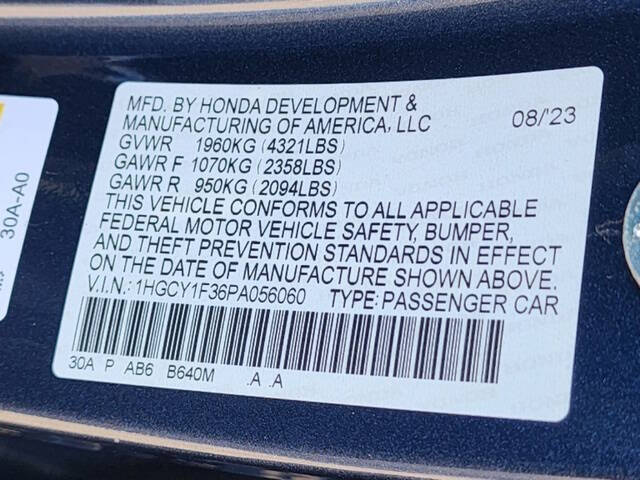 MFD. BY HONDA DEVELOPMENT &
MANUFACTURING OF AMERICA, LLC 08/'23
GVWR 1960KG (4321LBS)
GAWR F 1070KG (2358LBS)
GAWR R 950KG (2094LBS)
THIS VEHICLE CONFORMS TO ALL APPLICABLE
FEDERAL MOTOR VEHICLE SAFETY, BUMPER,
AND THEFT PREVENTION STANDARDS IN EFFECT
ON THE DATE OF MANUFACTURE SHOWN ABOVE.
V.I.N.: 1HGCY1F36PA056060 TYPE: PASSENGER CAR
30A P AB6 B640M .A .A
30A-A0